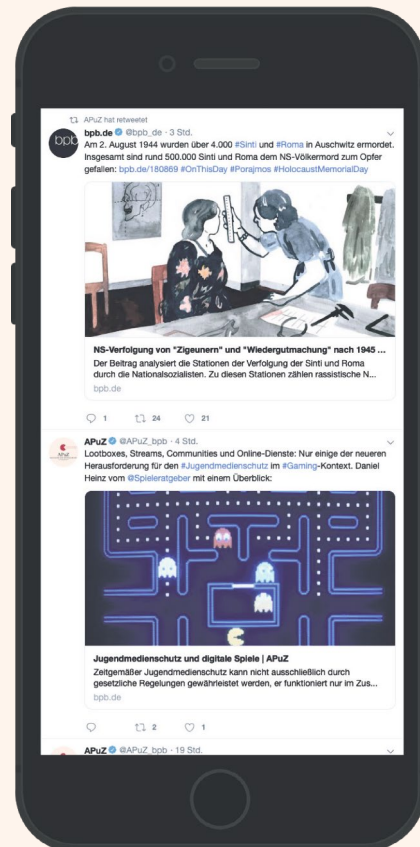 APuZ hat retweetet
bpb
bpb.de @bpb_de · 3 Std.
Am 2. August 1944 wurden über 4.000 #Sinti und #Roma in Auschwitz ermordet.
Insgesamt sind rund 500.000 Sinti und Roma dem NS-Völkermord zum Opfer
gefallen: bpb.de/180869 #OnThisDay #Porajmos #HolocaustMemorialDay
NS-Verfolgung von "Zigeunern" und "Wiedergutmachung" nach 1945 ...
Der Beitrag analysiert die Stationen der Verfolgung der Sinti und Roma
durch die Nationalsozialisten. Zu diesen Stationen zählen rassistische N...
bpb.de
1 24 21
APuZ
APuZ @APuZ_bpb · 4 Std.
Lootboxes, Streams, Communities und Online-Dienste: Nur einige der neueren
Herausforderung für den #Jugendmedienschutz im #Gaming-Kontext. Daniel
Heinz vom @Spieleratgeber mit einem Überblick:
Jugendmedienschutz und digitale Spiele | APuZ
Zeitgemäßer Jugendmedienschutz kann nicht ausschließlich durch
gesetzliche Regelungen gewährleistet werden, er funktioniert nur im Zus...
bpb.de
2 1
APuZ @APuZ_bpb · 19 Std.